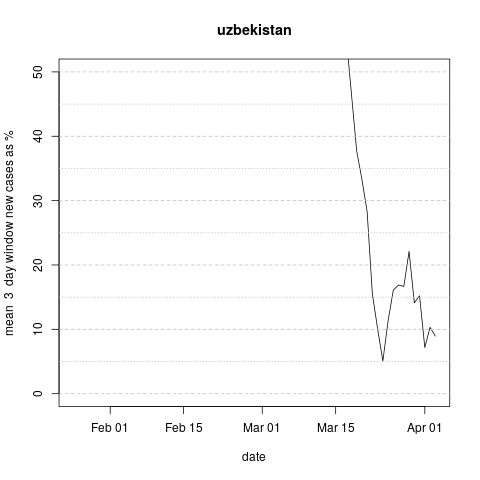 uzbekistan
mean 3 day window new cases as %
50
40
30
20
10
0
Feb 01
Feb 15
Mar 01
Mar 15
Apr 01
date